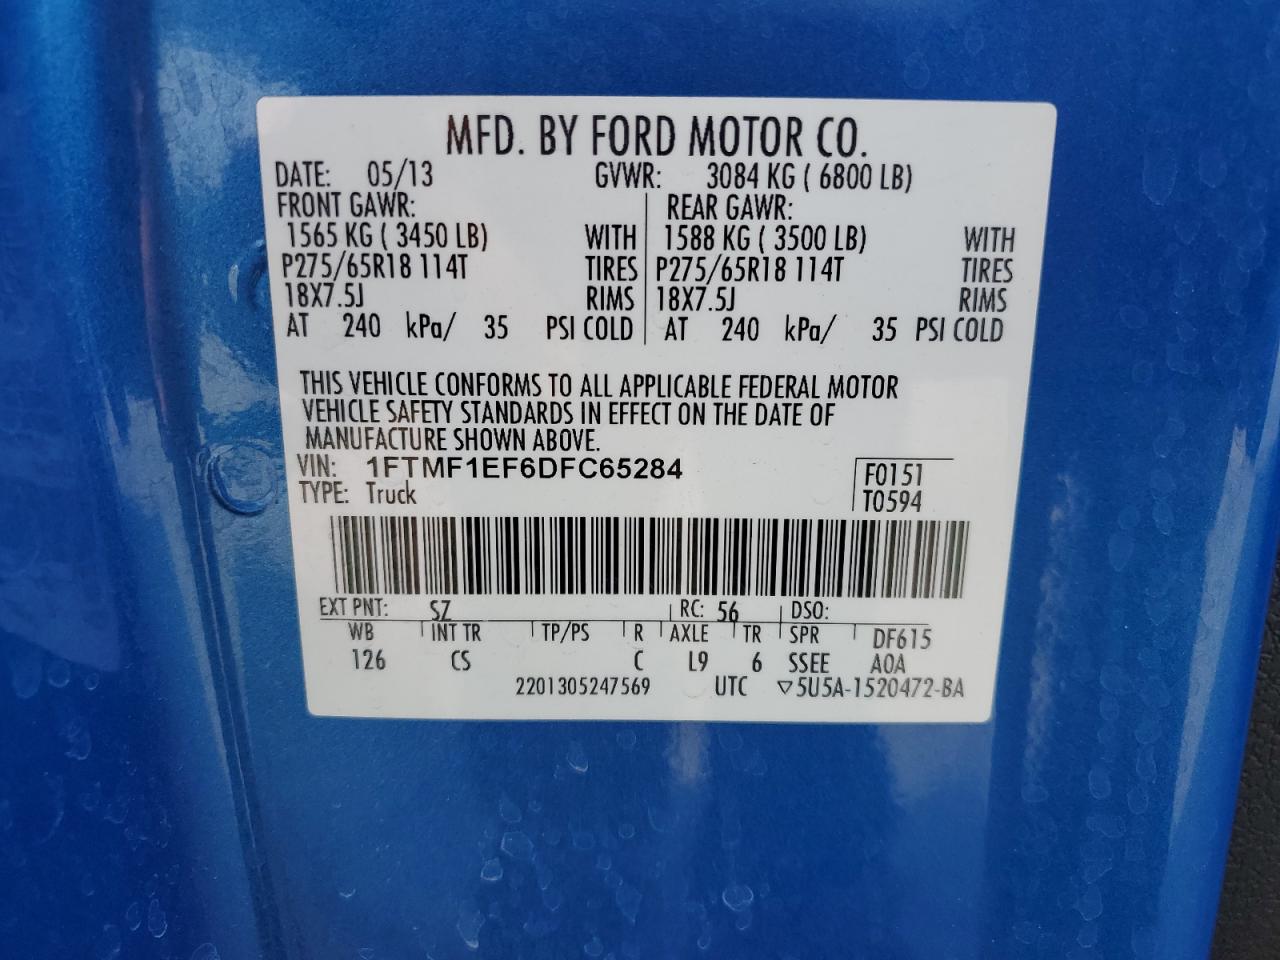 MFD. BY FORD MOTOR CO.
DATE: 05/13 GVWR: 3084 KG ( 6800 LB)
FRONT GAWR: REAR GAWR:
1565 KG ( 3450 LB) WITH 1588 KG ( 3500 LB) WITH
P275/65R18 114T TIRES P275/65R18 114T TIRES
18X7.5J RIMS 18X7.5J RIMS
AT 240 kPa/ 35 PSI COLD AT 240 kPa/ 35 PSI COLD
THIS VEHICLE CONFORMS TO ALL APPLICABLE FEDERAL MOTOR
VEHICLE SAFETY STANDARDS IN EFFECT ON THE DATE OF
MANUFACTURE SHOWN ABOVE.
VIN: 1FTMF1EF6DFC65284 F0151
TYPE: Truck T0594
EXT PNT: SZ RC: 56 DSO:
WB INT TR TP/PS R AXLE TR SPR DF615
126 CS C L9 6 SSEE AOA
2201305247569 UTC ▽5U5A-1520472-BA